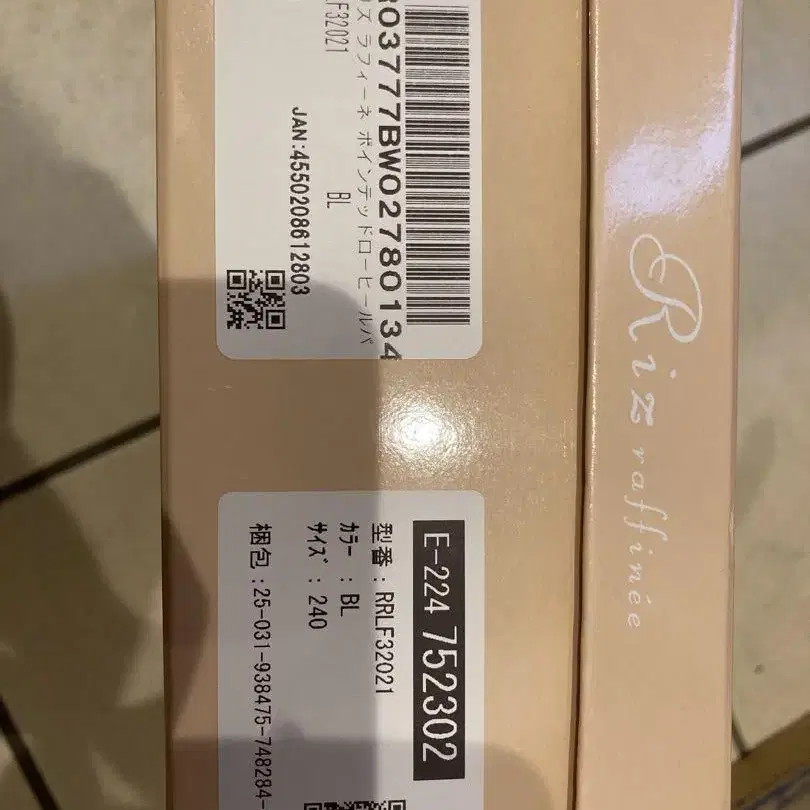 R03777BW02780134
リズ ラフィーネ ポインテッドローヒールパ
LF32021
BL
JAN:4550208612803
E-224 752302
型番 : RRLF32021
カラー : BL
サイズ : 240
梱包 : 25-031-938475-748284-
Riz raffinée